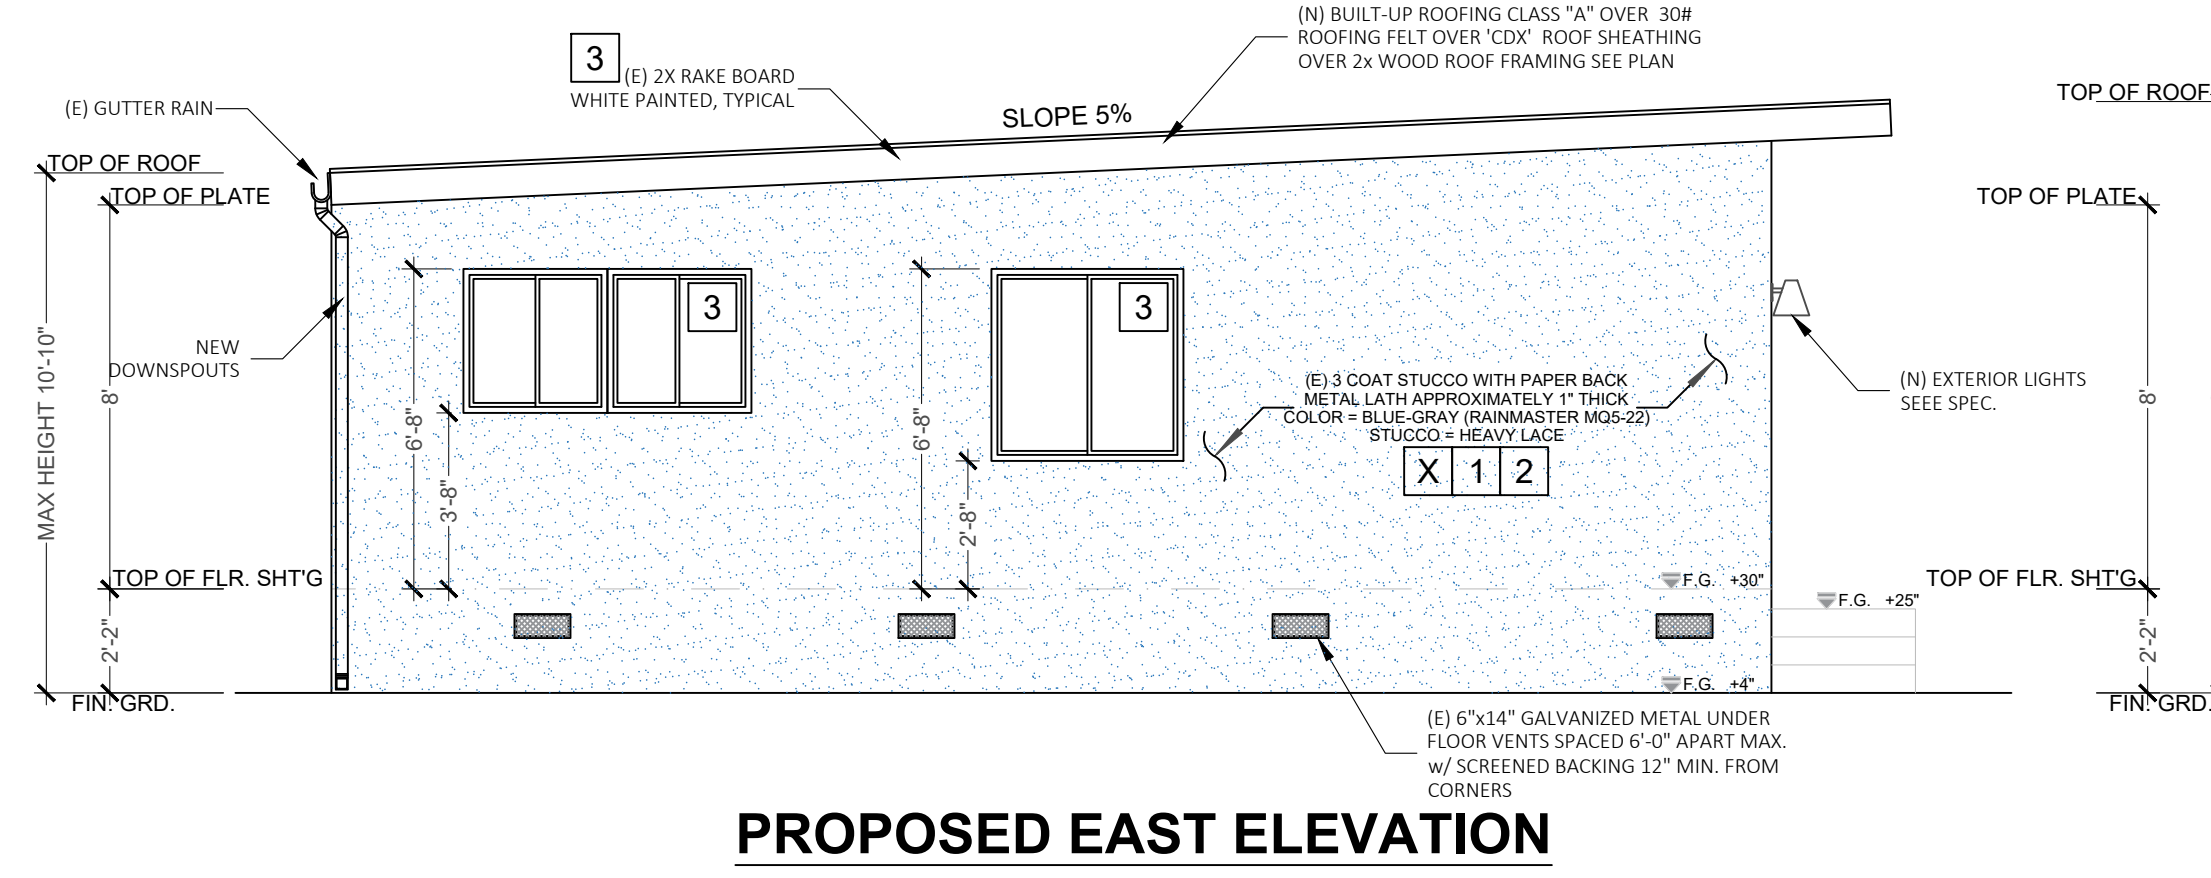 (N) BUILT-UP ROOFING CLASS "A" OVER 30#
ROOFING FELT OVER 'CDX' ROOF SHEATHING
OVER 2x WOOD ROOF FRAMING SEE PLAN
3
(E) 2X RAKE BOARD
WHITE PAINTED, TYPICAL
(E) GUTTER RAIN
SLOPE 5%
TOP OF ROOF
TOP OF ROOF
TOP OF PLATE
TOP OF PLATE
3
3
MAX HEIGHT 10'-10"
8'
NEW
DOWNSPOUTS
6'-8"
3'-8"
6'-8"
2'-8"
(E) 3 COAT STUCCO WITH PAPER BACK
METAL LATH APPROXIMATELY 1" THICK
COLOR = BLUE-GRAY (RAINMASTER MQ5-22)
STUCCO = HEAVY LACE
X 1 2
(N) EXTERIOR LIGHTS
SEEE SPEC.
8'
TOP OF FLR. SHT'G
F.G. +30"
TOP OF FLR. SHT'G
F.G. +25"
2'-2"
2'-2"
F.G. +4"
FIN. GRD.
FIN. GRD.
(E) 6"x14" GALVANIZED METAL UNDER
FLOOR VENTS SPACED 6'-0" APART MAX.
w/ SCREENED BACKING 12" MIN. FROM
CORNERS
PROPOSED EAST ELEVATION